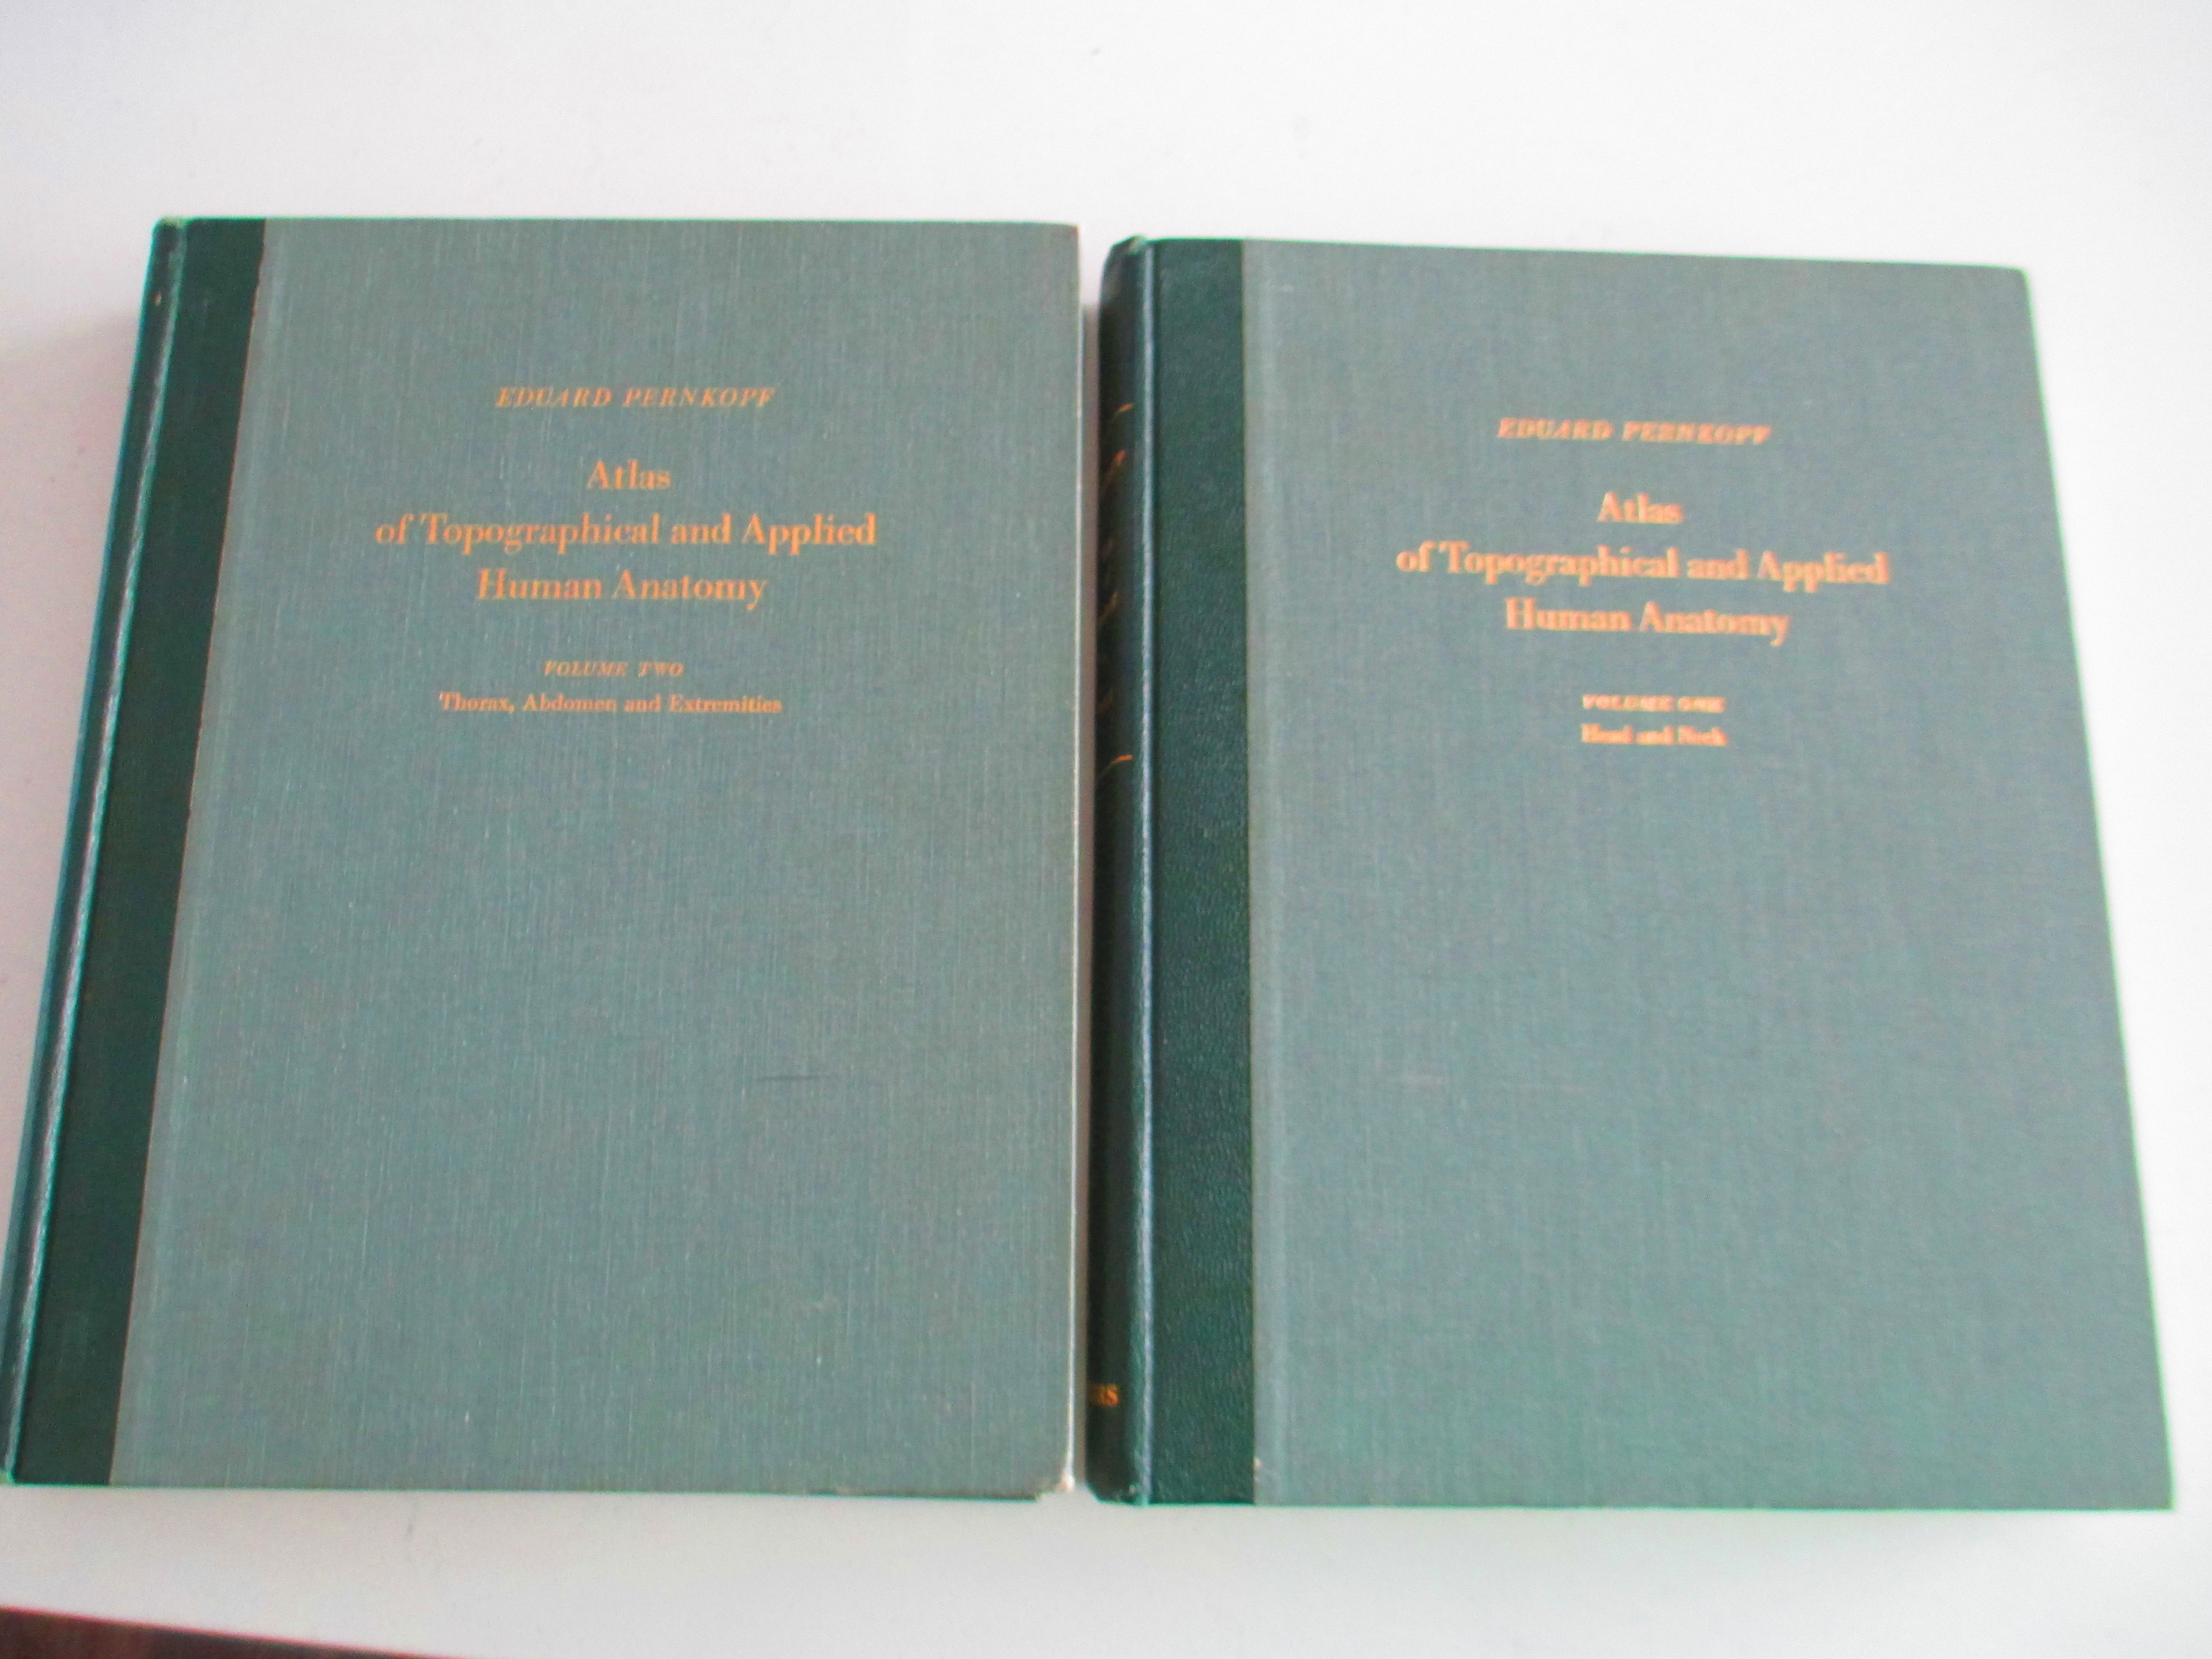 EDUARD PERNKOPF
Atlas
of Topographical and Applied
Human Anatomy
VOLUME TWO
Thorax, Abdomen and Extremities
EDUARD PERNKOPF
Atlas
of Topographical and Applied
Human Anatomy
VOLUME ONE
Head and Neck